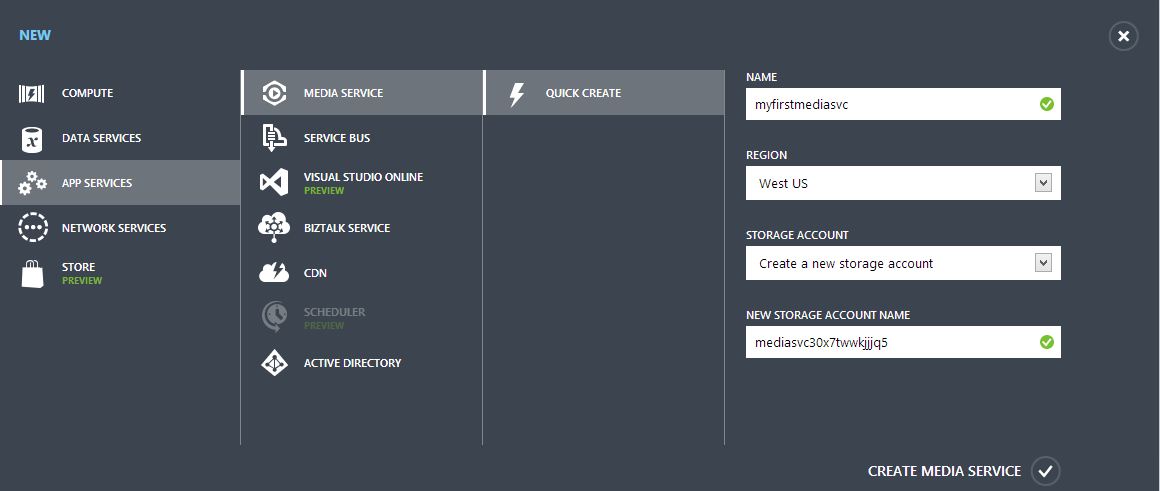 NEW
COMPUTE
DATA SERVICES
APP SERVICES
NETWORK SERVICES
STORE
PREVIEW
MEDIA SERVICE
SERVICE BUS
VISUAL STUDIO ONLINE
PREVIEW
BIZTALK SERVICE
CDN
SCHEDULER
PREVIEW
ACTIVE DIRECTORY
QUICK CREATE
NAME
myfirstmediasvc
REGION
West US
STORAGE ACCOUNT
Create a new storage account
NEW STORAGE ACCOUNT NAME
mediasvc30x7twwkjjjq5
CREATE MEDIA SERVICE